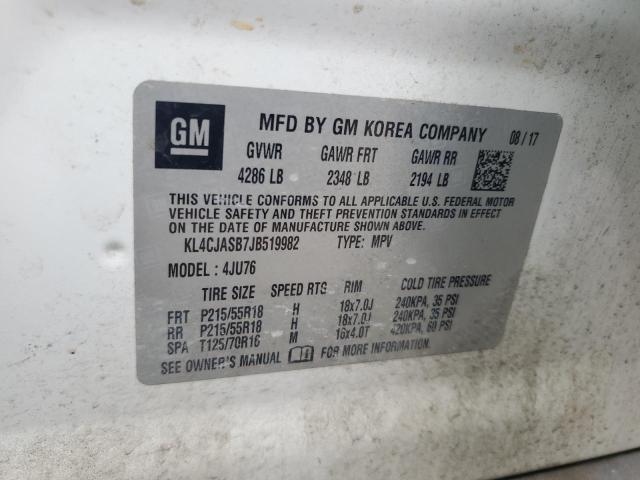 GM MFD BY GM KOREA COMPANY 08/17
GVWR GAWR FRT GAWR RR
4286 LB 2348 LB 2194 LB
THIS VEHICLE CONFORMS TO ALL APPLICABLE U.S. FEDERAL MOTOR
VEHICLE SAFETY AND THEFT PREVENTION STANDARDS IN EFFECT
ON THE DATE OF MANUFACTURE SHOWN ABOVE.
KL4CJASB7JB519982 TYPE: MPV
MODEL : 4JU76
TIRE SIZE SPEED RTG RIM COLD TIRE PRESSURE
FRT P215/55R18 H 18x7.0J 240KPA, 35 PSI
RR P215/55R18 H 18x7.0J 240KPA, 35 PSI
SPA T125/70R16 M 16x4.0T 420KPA, 60 PSI
SEE OWNER'S MANUAL FOR MORE INFORMATION.